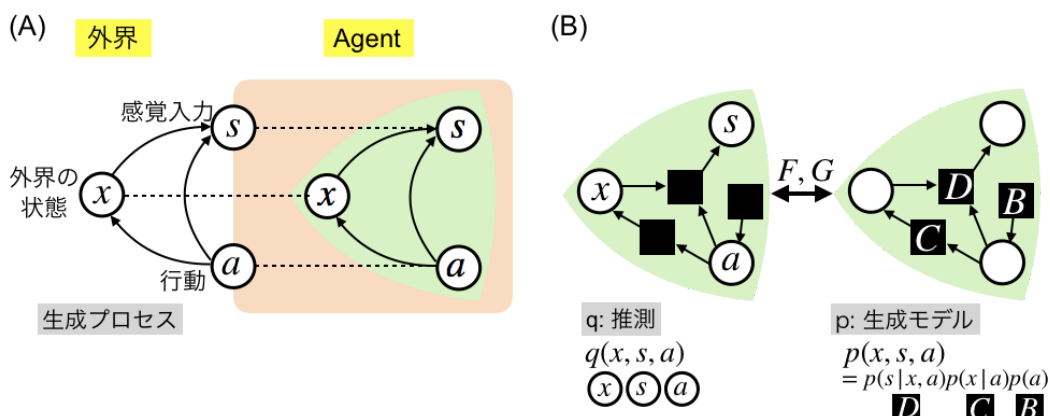 (A)
外界
Agent
感覚入力
s
s
外界の
状態
x
x
行動
a
a
生成プロセス
(B)
s
x
a
F, G
D
B
C
q: 推測
q(x, s, a)
x s a
p: 生成モデル
p(x, s, a)
= p(s | x, a)p(x | a)p(a)
D C B